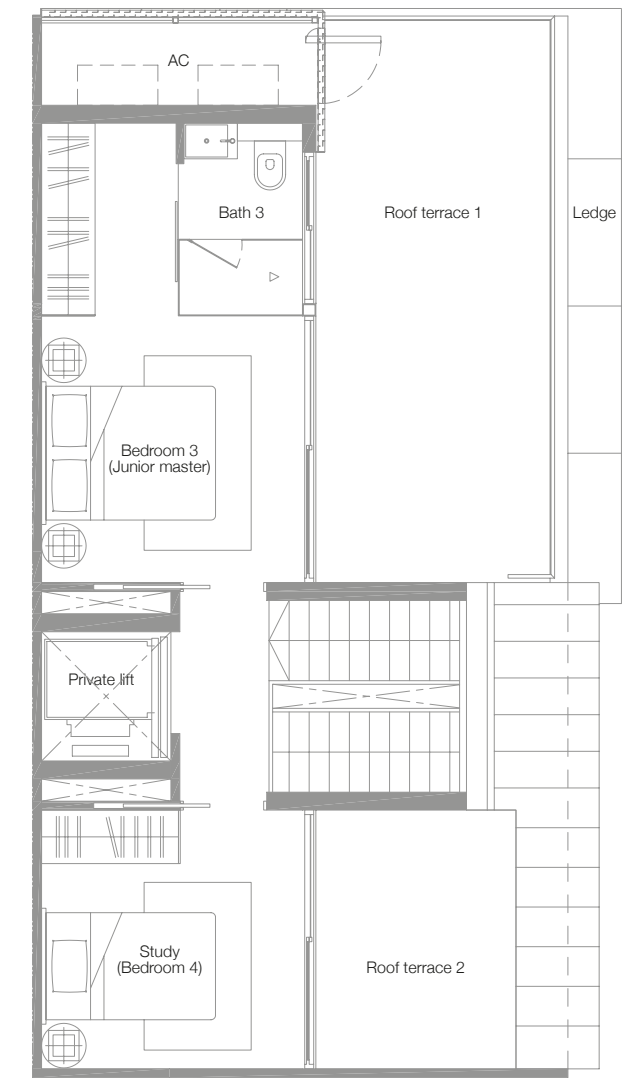 AC
Bath 3
Roof terrace 1
Ledge
Bedroom 3
(Junior master)
Private lift
Study
(Bedroom 4)
Roof terrace 2